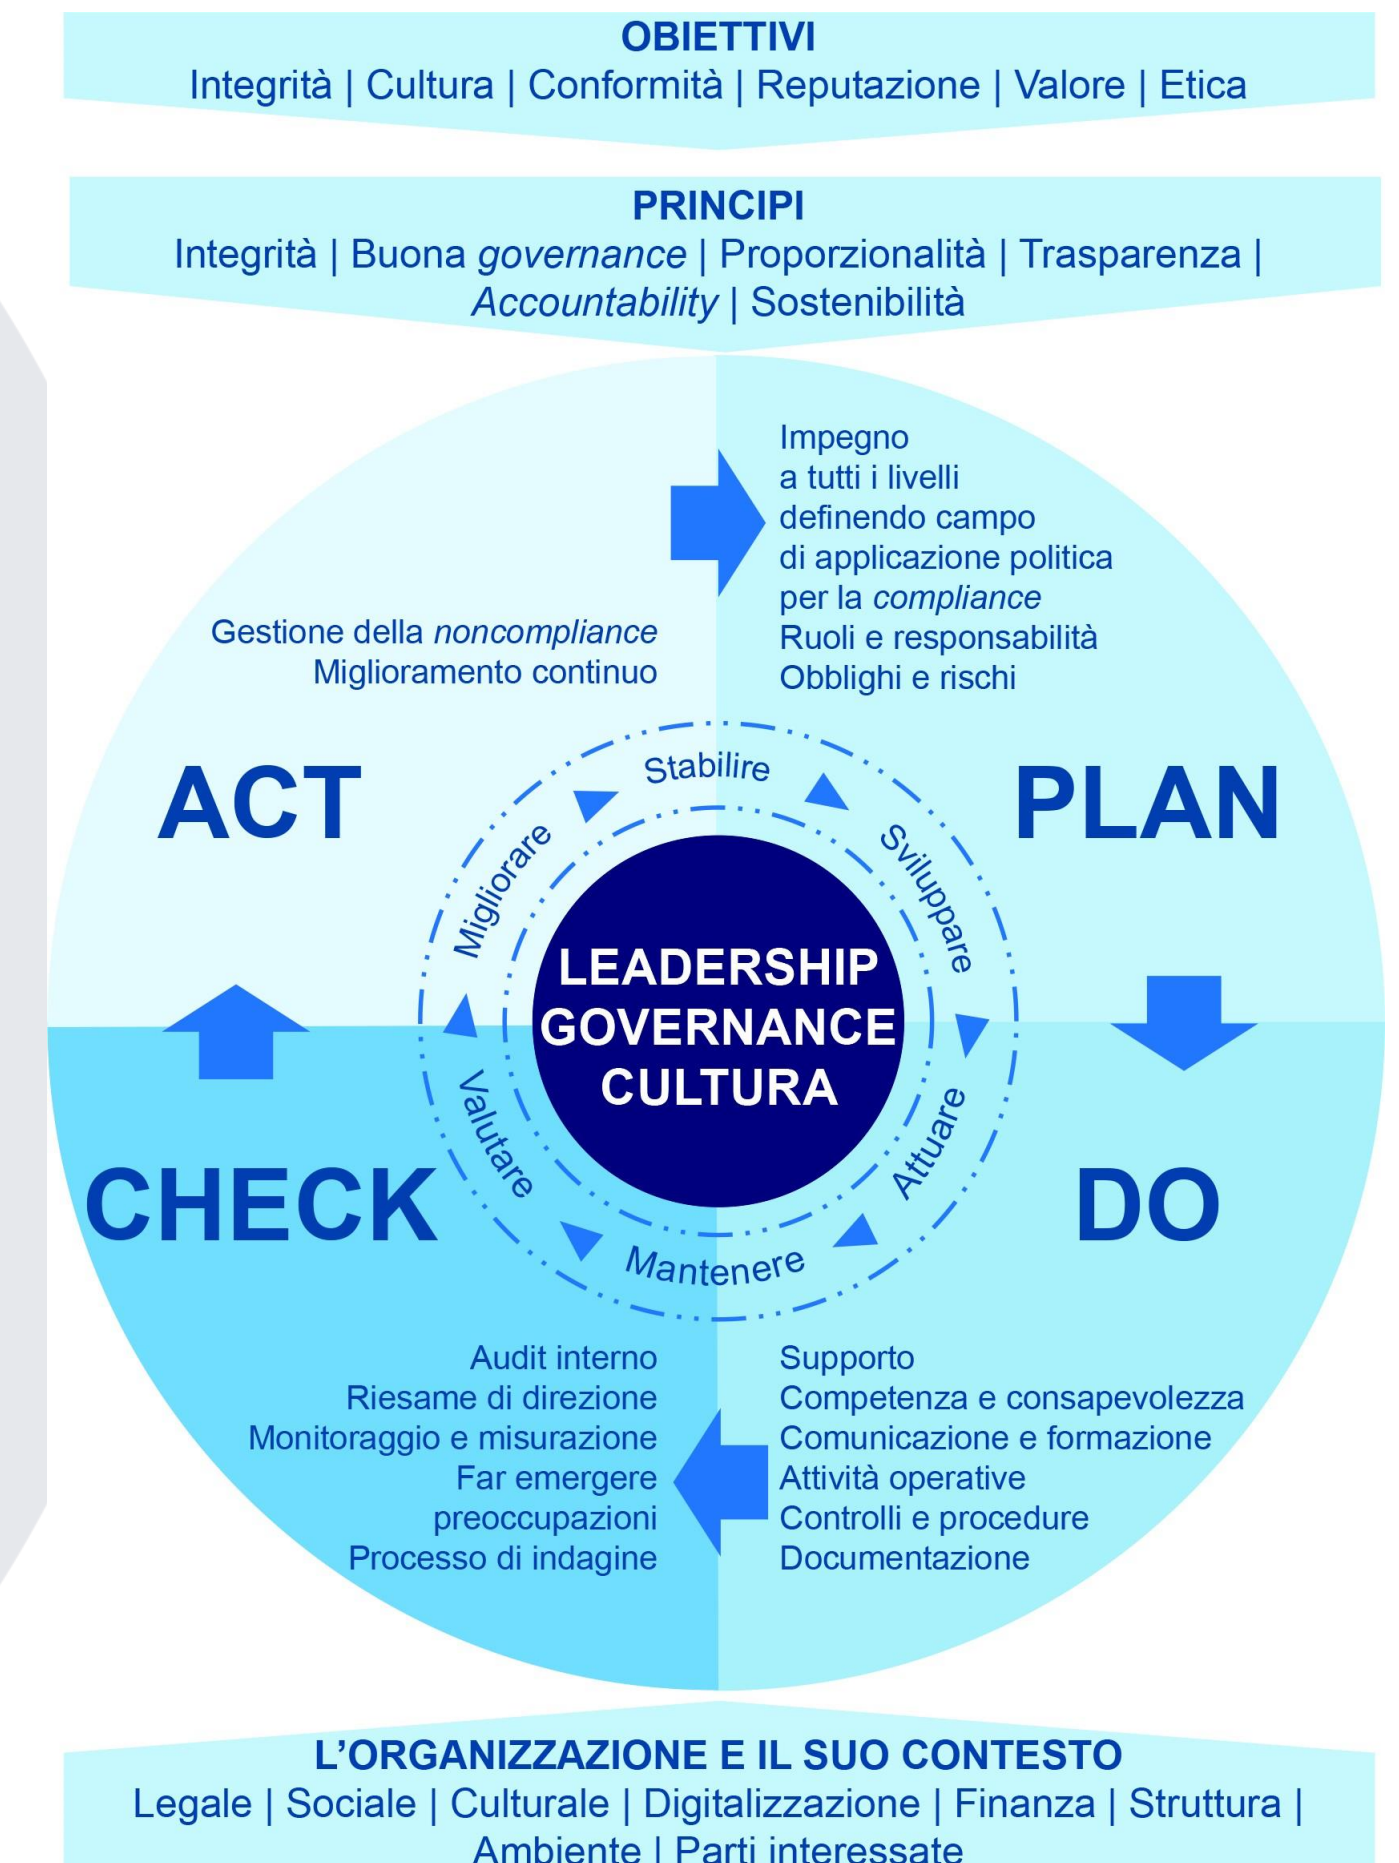 OBIETTIVI
Integrità | Cultura | Conformità | Reputazione | Valore | Etica
PRINCIPI
Integrità | Buona governance | Proporzionalità | Trasparenza |
Accountability | Sostenibilità
Impegno
a tutti i livelli
definendo campo
di applicazione politica
per la compliance
Ruoli e responsabilità
Obblighi e rischi
Gestione della noncompliance
Miglioramento continuo
ACT
PLAN
Stabilire
Sviluppare
Attuare
Mantenere
Valutare
Migliorare
LEADERSHIP
GOVERNANCE
CULTURA
CHECK
DO
Audit interno
Riesame di direzione
Monitoraggio e misurazione
Far emergere
preoccupazioni
Processo di indagine
Supporto
Competenza e consapevolezza
Comunicazione e formazione
Attività operative
Controlli e procedure
Documentazione
L’ORGANIZZAZIONE E IL SUO CONTESTO
Legale | Sociale | Culturale | Digitalizzazione | Finanza | Struttura |
Ambiente | Parti interessate